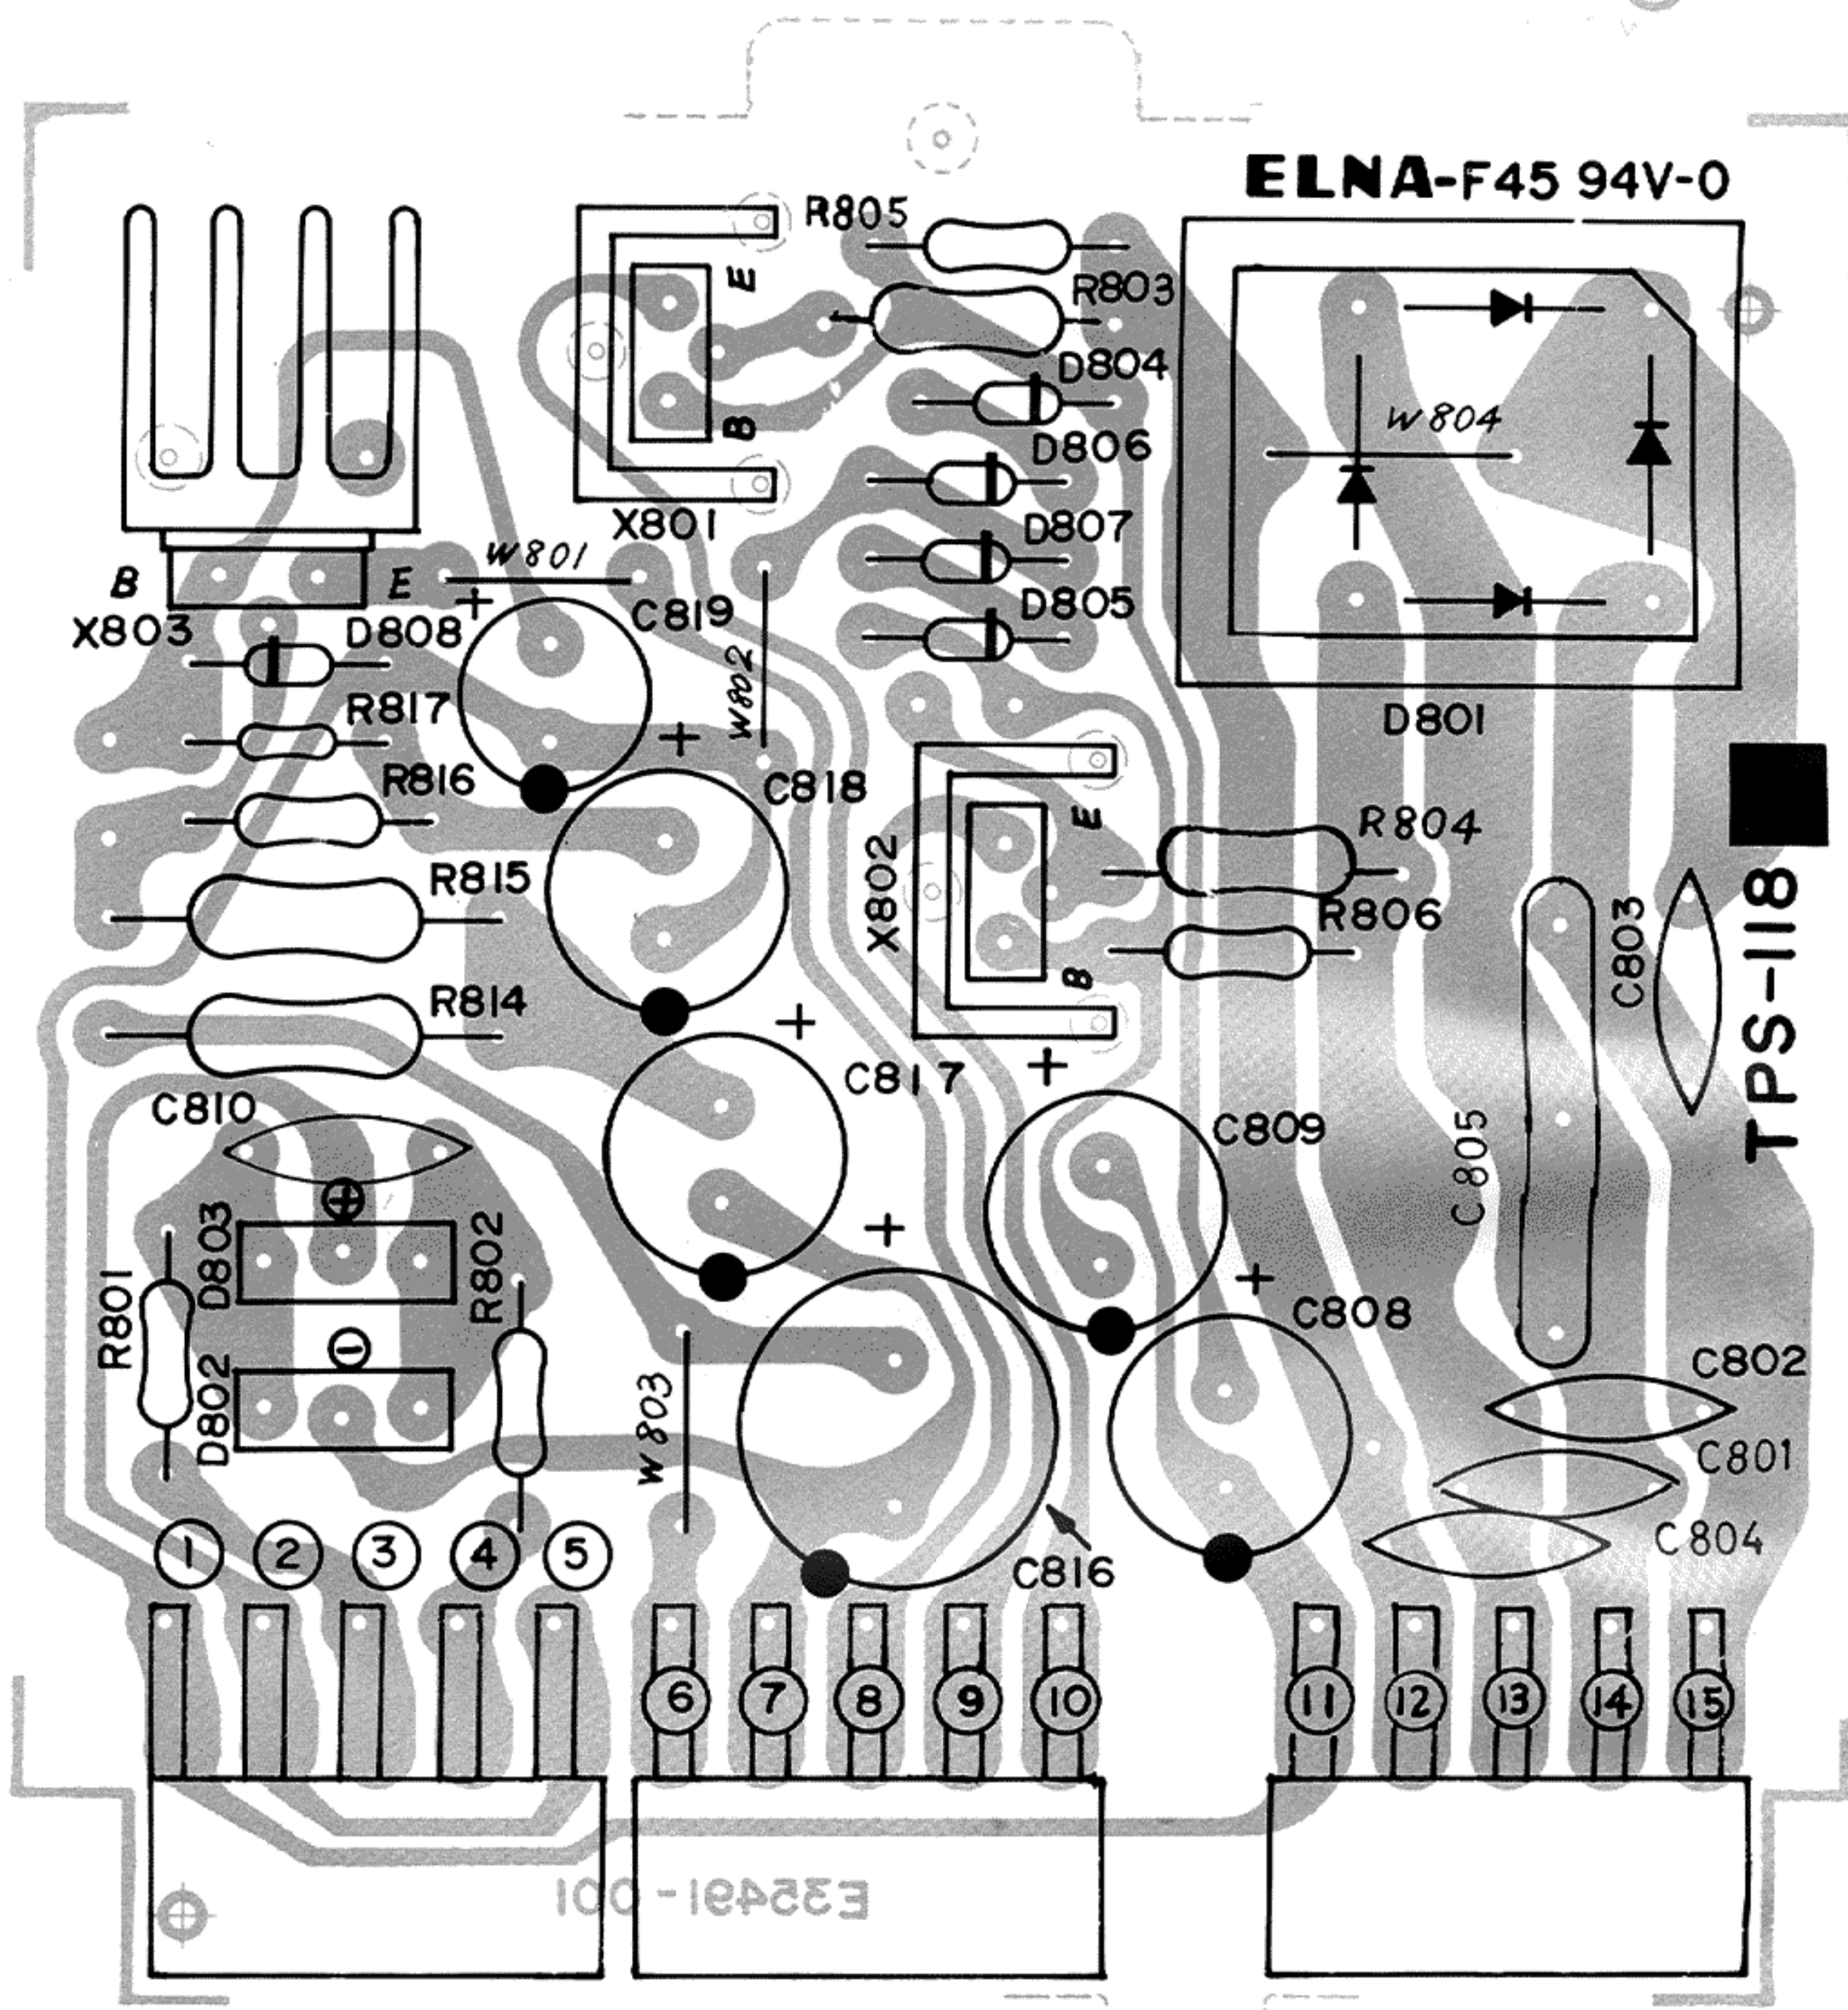 ELNA-F45 94V-0
R805
E
R803
D804
W804
B
D806
X801
D807
W801
B
E
+
C819
D805
X803
D808
W802
R817
+
D801
R816
C818
E
R804
R815
X802
R806
C803
TPS-118
B
R814
+
C817
+
C810
C809
C805
+
+
D803
R802
R801
+
C808
-
C802
D802
W803
C801
C804
C816
1
2
3
4
5
6
7
8
9
10
11
12
13
14
15
E35491-001